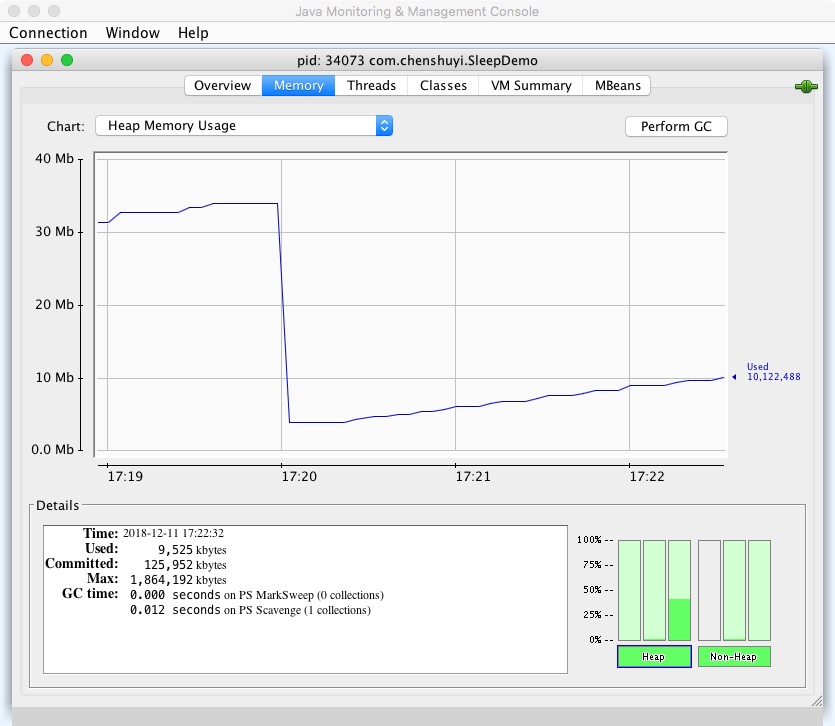 Java Monitoring & Management Console
Connection Window Help
pid: 34073 com.chenshuyi.SleepDemo
Overview Memory Threads Classes VM Summary MBeans
Chart: Heap Memory Usage Perform GC
40 Mb
30 Mb
20 Mb
10 Mb
0.0 Mb
Used
10,122,488
17:19 17:20 17:21 17:22
Details
Time: 2018-12-11 17:22:32
Used: 9,525 kbytes
Committed: 125,952 kbytes
Max: 1,864,192 kbytes
GC time: 0.000 seconds on PS MarkSweep (0 collections)
0.012 seconds on PS Scavenge (1 collections)
100% --
75% --
50% --
25% --
0% --
Heap Non-Heap